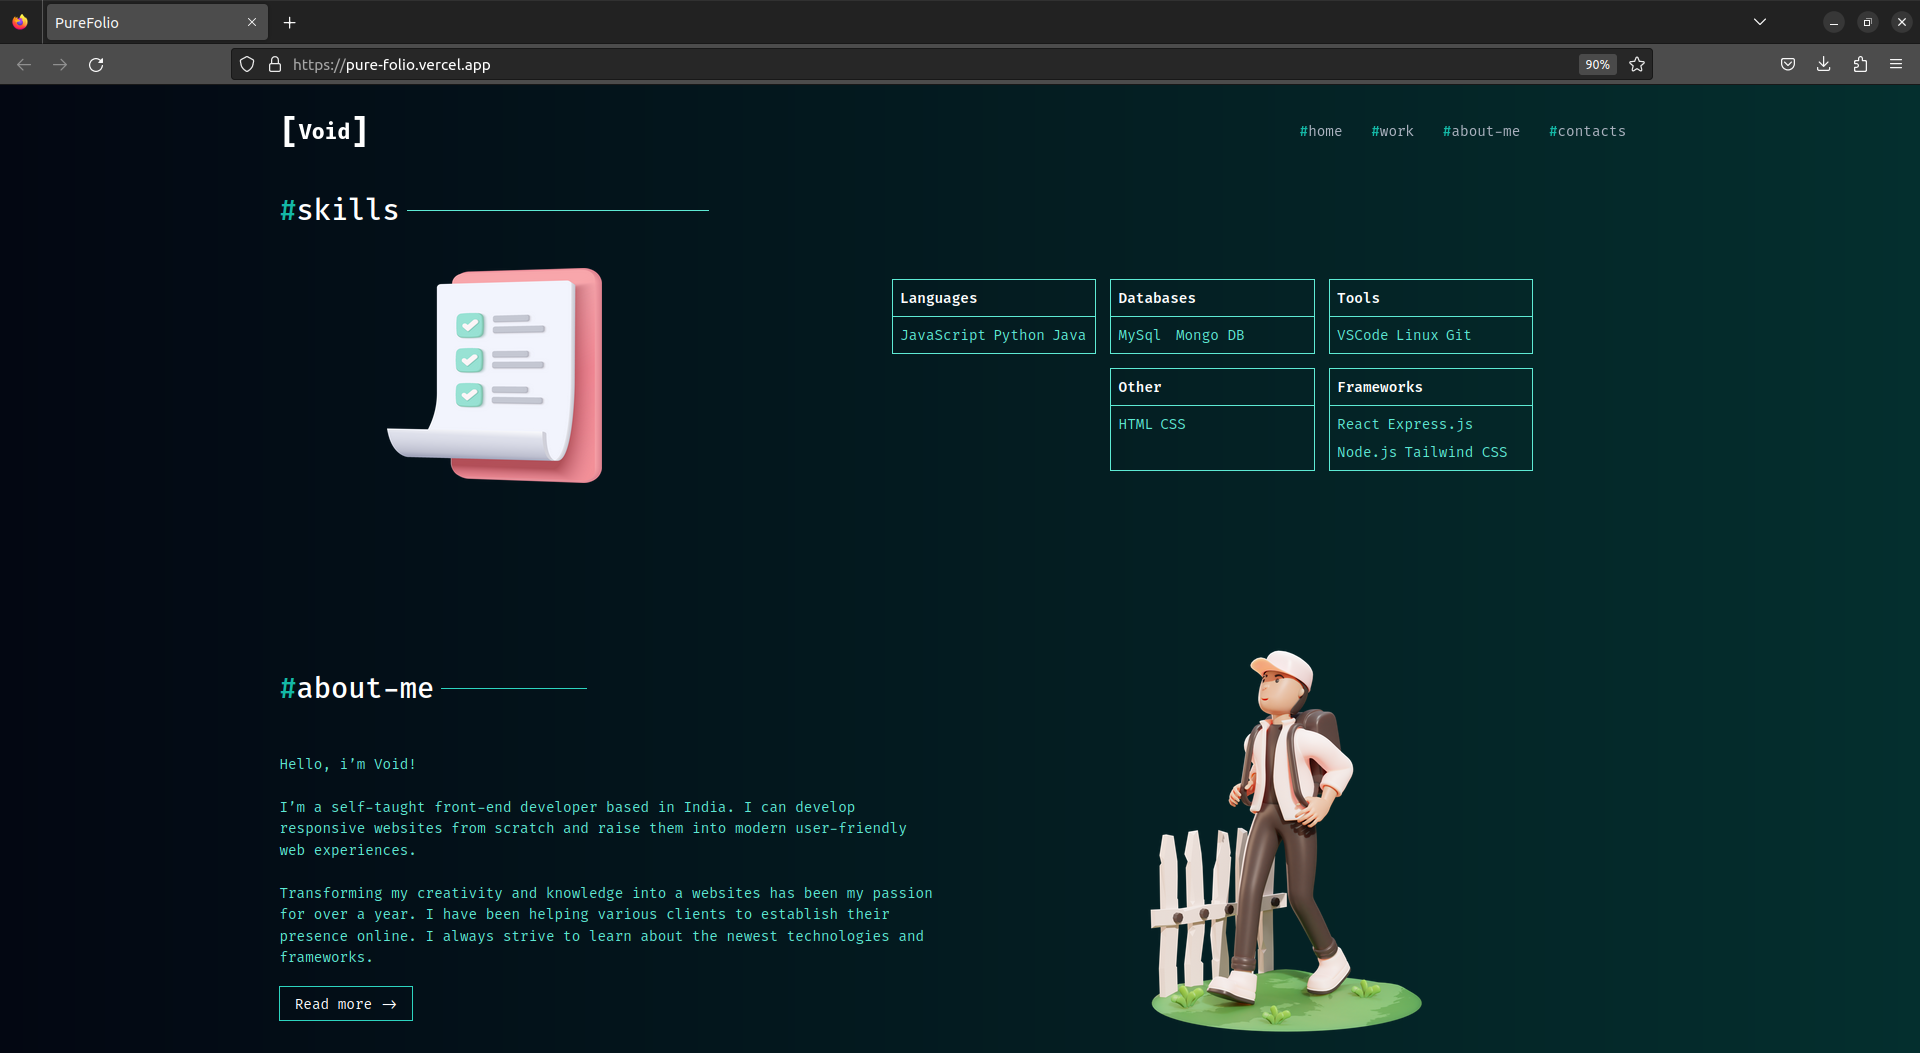 PureFolio
https://pure-folio.vercel.app
90%
[Void]
#home #work #about-me #contacts
#skills
Languages
JavaScript Python Java
Databases
MySql Mongo DB
Tools
VSCode Linux Git
Other
HTML CSS
Frameworks
React Express.js
Node.js Tailwind CSS
#about-me
Hello, i’m Void!
I’m a self-taught front-end developer based in India. I can develop
responsive websites from scratch and raise them into modern user-friendly
web experiences.
Transforming my creativity and knowledge into a websites has been my passion
for over a year. I have been helping various clients to establish their
presence online. I always strive to learn about the newest technologies and
frameworks.
Read more →